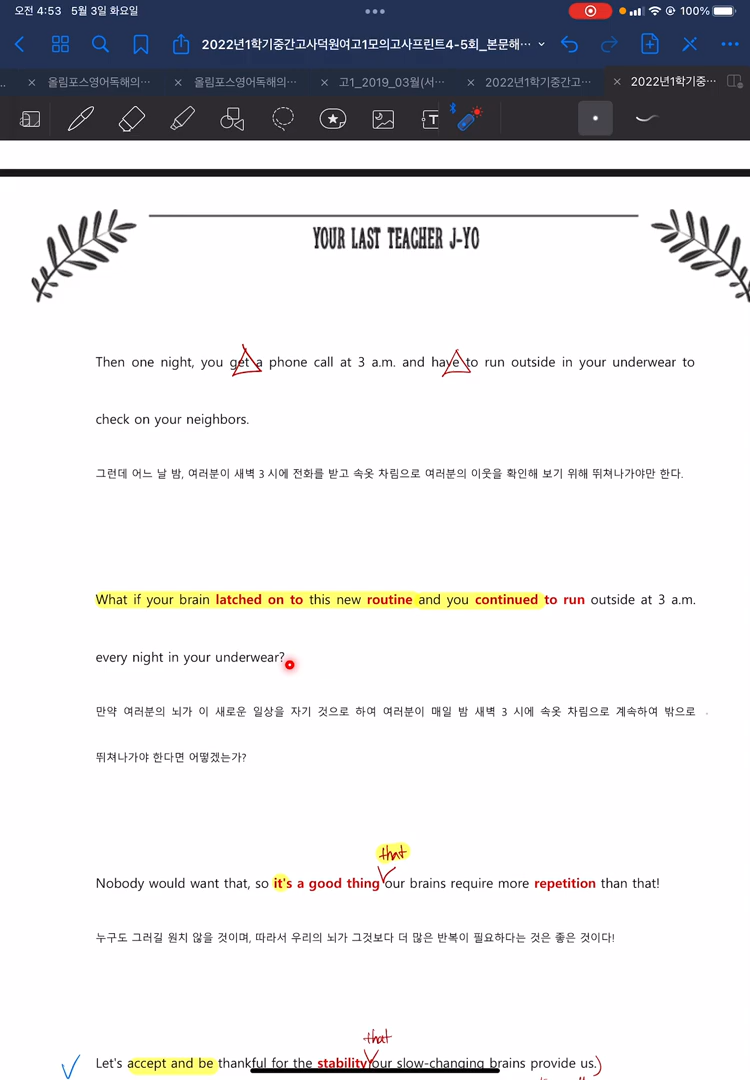 오전 4:53 5월 3일 화요일 100%
2022년1학기중간고사덕원여고1모의고사프린트4-5회_본문해…
올림포스영어독해의… 올림포스영어독해의… 고1_2019_03월(서… 2022년1학기중간고… 2022년1학기중…
YOUR LAST TEACHER J-YO
Then one night, you get a phone call at 3 a.m. and have to run outside in your underwear to
check on your neighbors.
그런데 어느 날 밤, 여러분이 새벽 3 시에 전화를 받고 속옷 차림으로 여러분의 이웃을 확인해 보기 위해 뛰쳐나가야만 한다.
What if your brain latched on to this new routine and you continued to run outside at 3 a.m.
every night in your underwear?
만약 여러분의 뇌가 이 새로운 일상을 자기 것으로 하여 여러분이 매일 밤 새벽 3 시에 속옷 차림으로 계속하여 밖으로
뛰쳐나가야 한다면 어떻겠는가?
that
Nobody would want that, so it's a good thing our brains require more repetition than that!
누구도 그러길 원치 않을 것이며, 따라서 우리의 뇌가 그것보다 더 많은 반복이 필요하다는 것은 좋은 것이다!
that
Let's accept and be thankful for the stability our slow-changing brains provide us.)